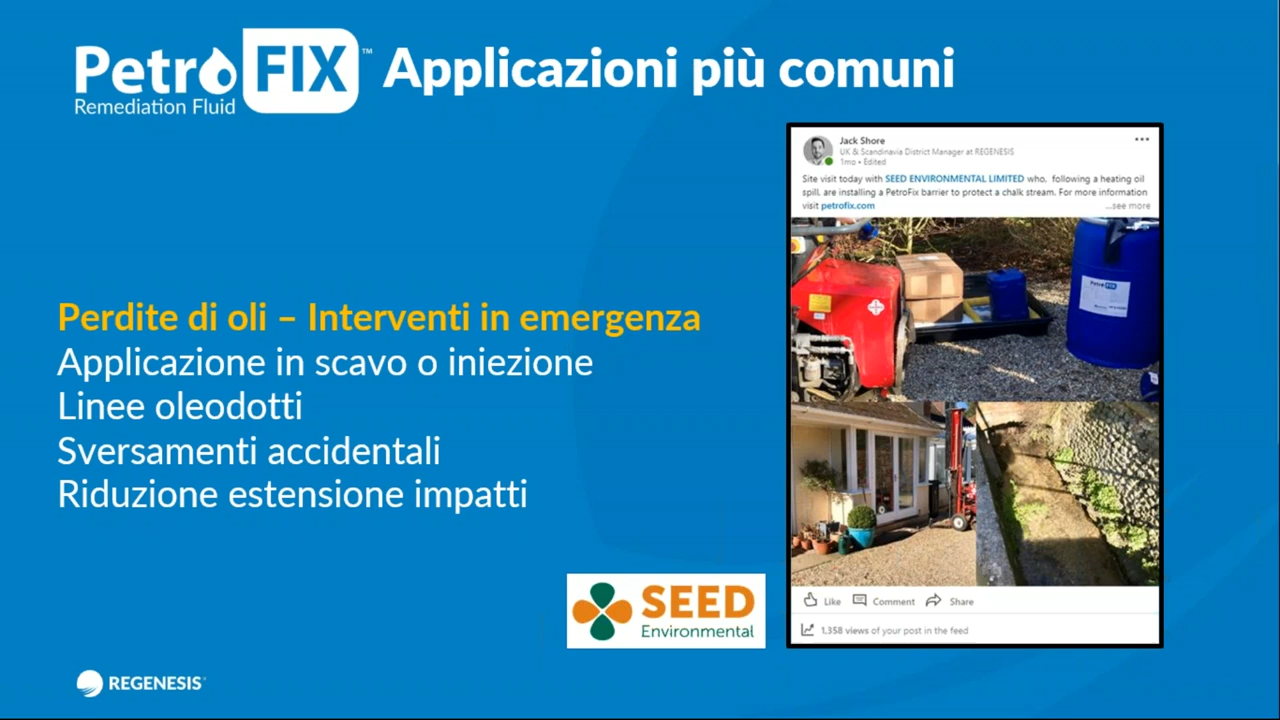 PetroFIX™ Applicazioni più comuni
Remediation Fluid
Perdite di oli – Interventi in emergenza
Applicazione in scavo o iniezione
Linee oleodotti
Sversamenti accidentali
Riduzione estensione impatti
Jack Shore
UK & Scandinavia District Manager at REGENESIS
1mo • Edited
Site visit today with SEED ENVIRONMENTAL LIMITED who, following a heating oil
spill, are installing a PetroFix barrier to protect a chalk stream. For more information
visit petrofix.com
...see more
PetroFIX
Like Comment Share
1,358 views of your post in the feed
SEED
Environmental
REGENESIS